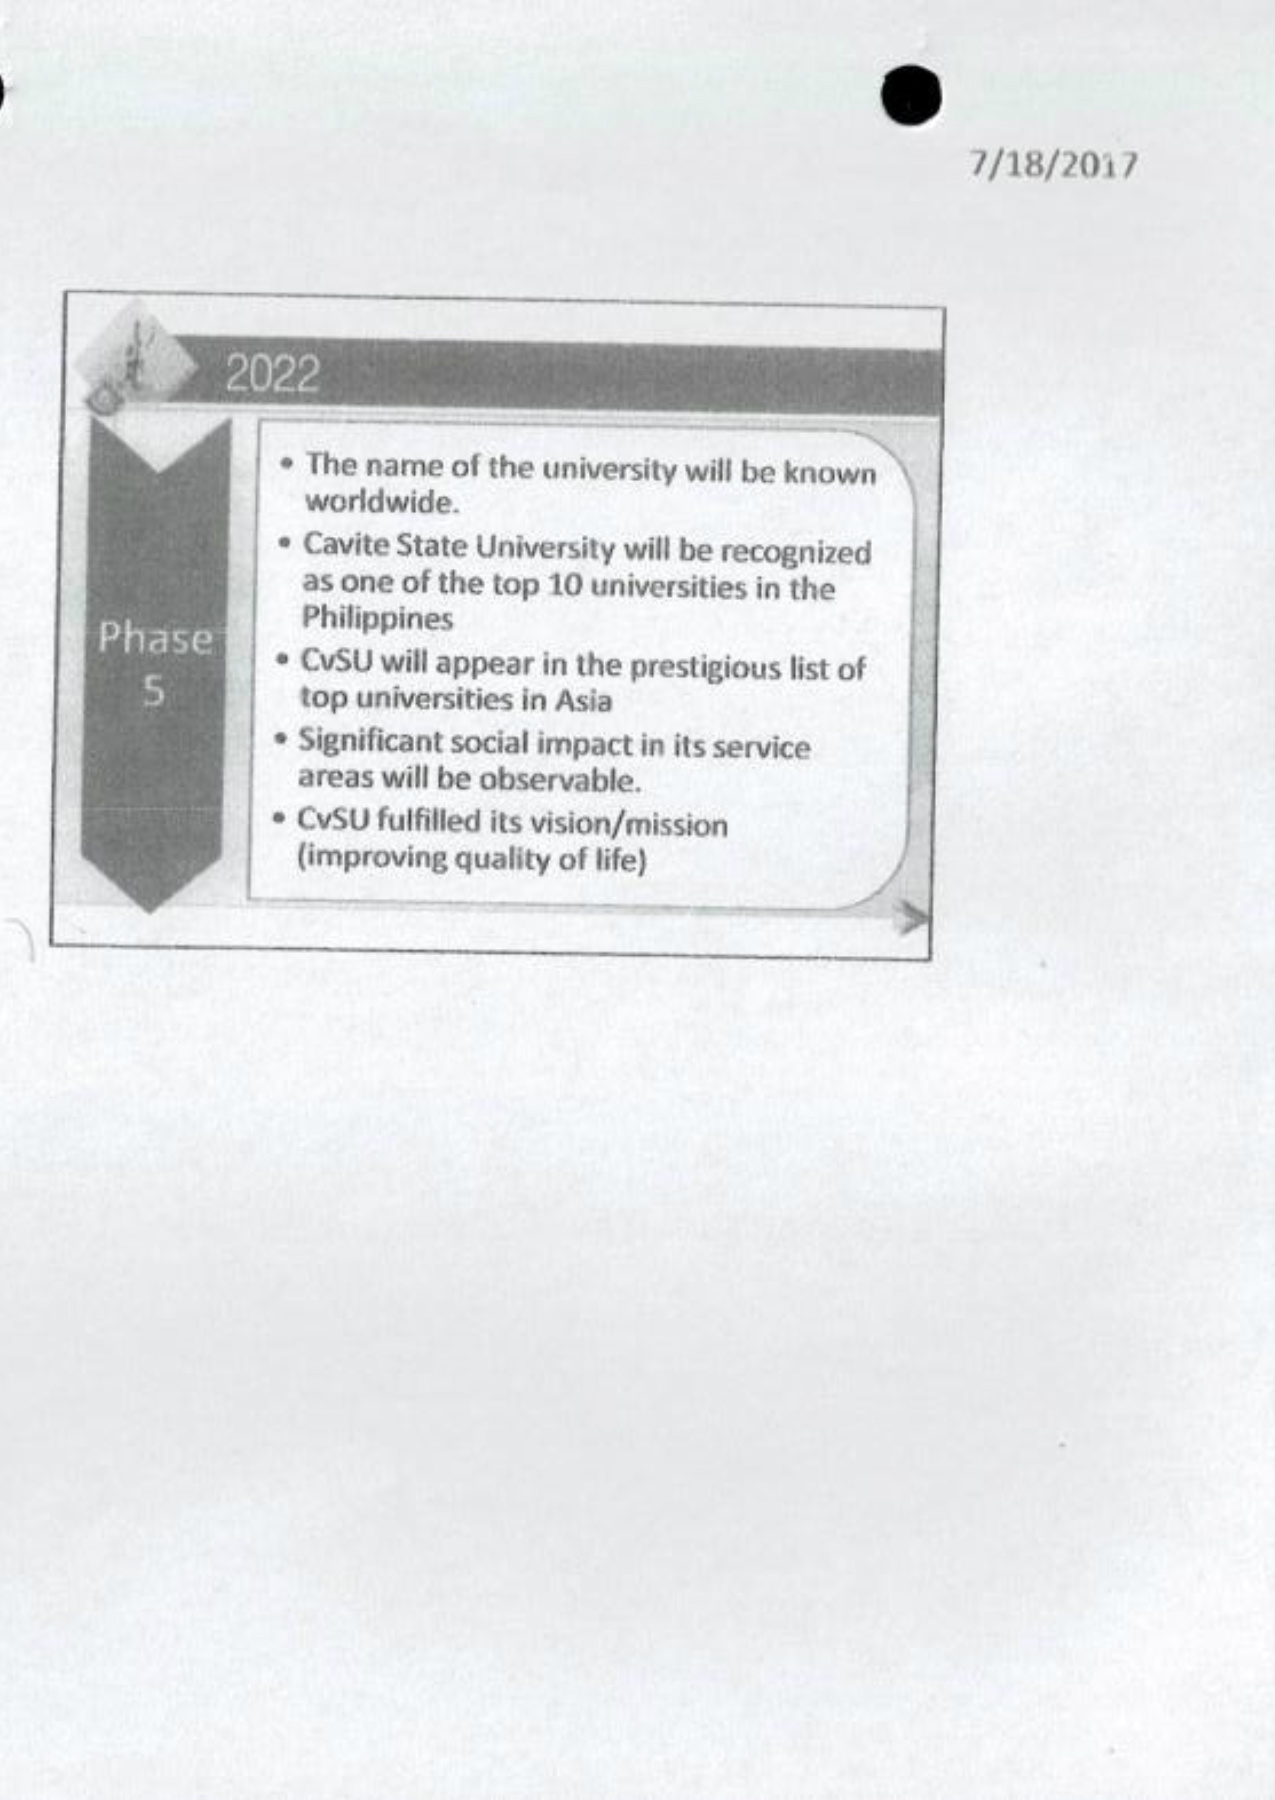 7/18/2017
2022
Phase
5
• The name of the university will be known
worldwide.
• Cavite State University will be recognized
as one of the top 10 universities in the
Philippines
• CvSU will appear in the prestigious list of
top universities in Asia
• Significant social impact in its service
areas will be observable.
• CvSU fulfilled its vision/mission
(improving quality of life)